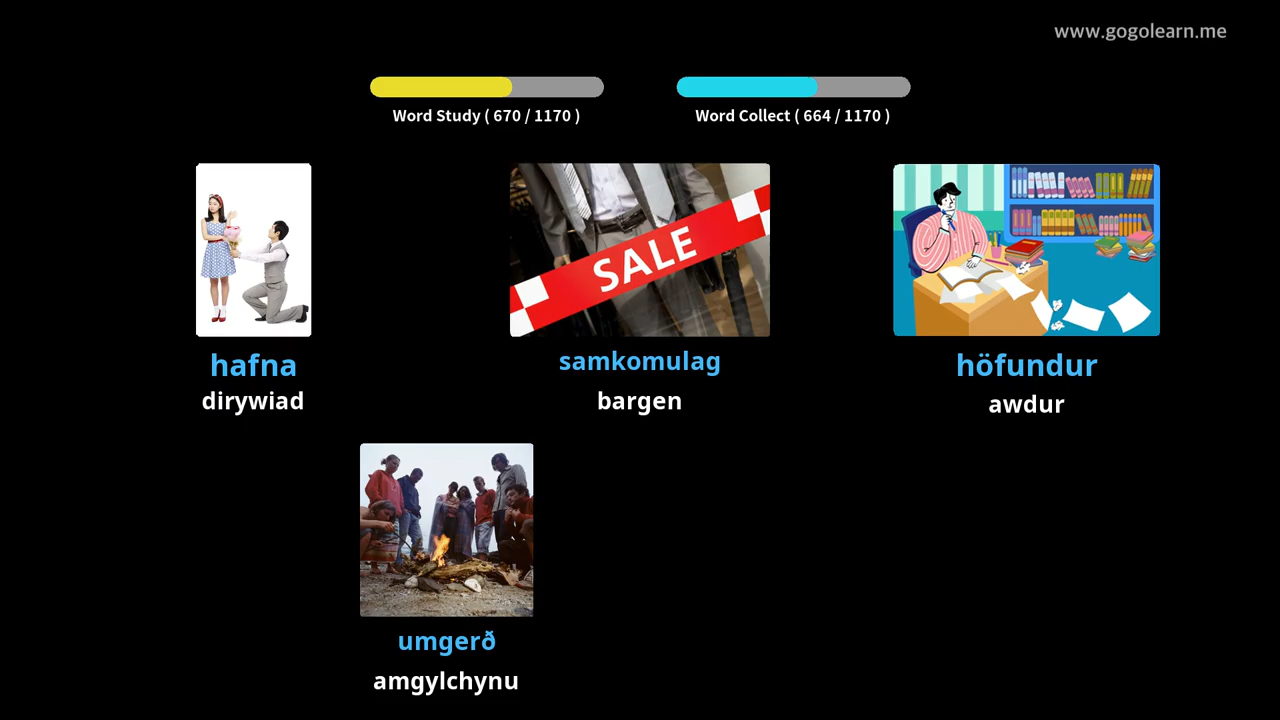 www.gogolearn.me
Word Study ( 670 / 1170 )
Word Collect ( 664 / 1170 )
SALE
hafna
samkomulag
höfundur
dirywiad
bargen
awdur
umgerð
amgylchynu